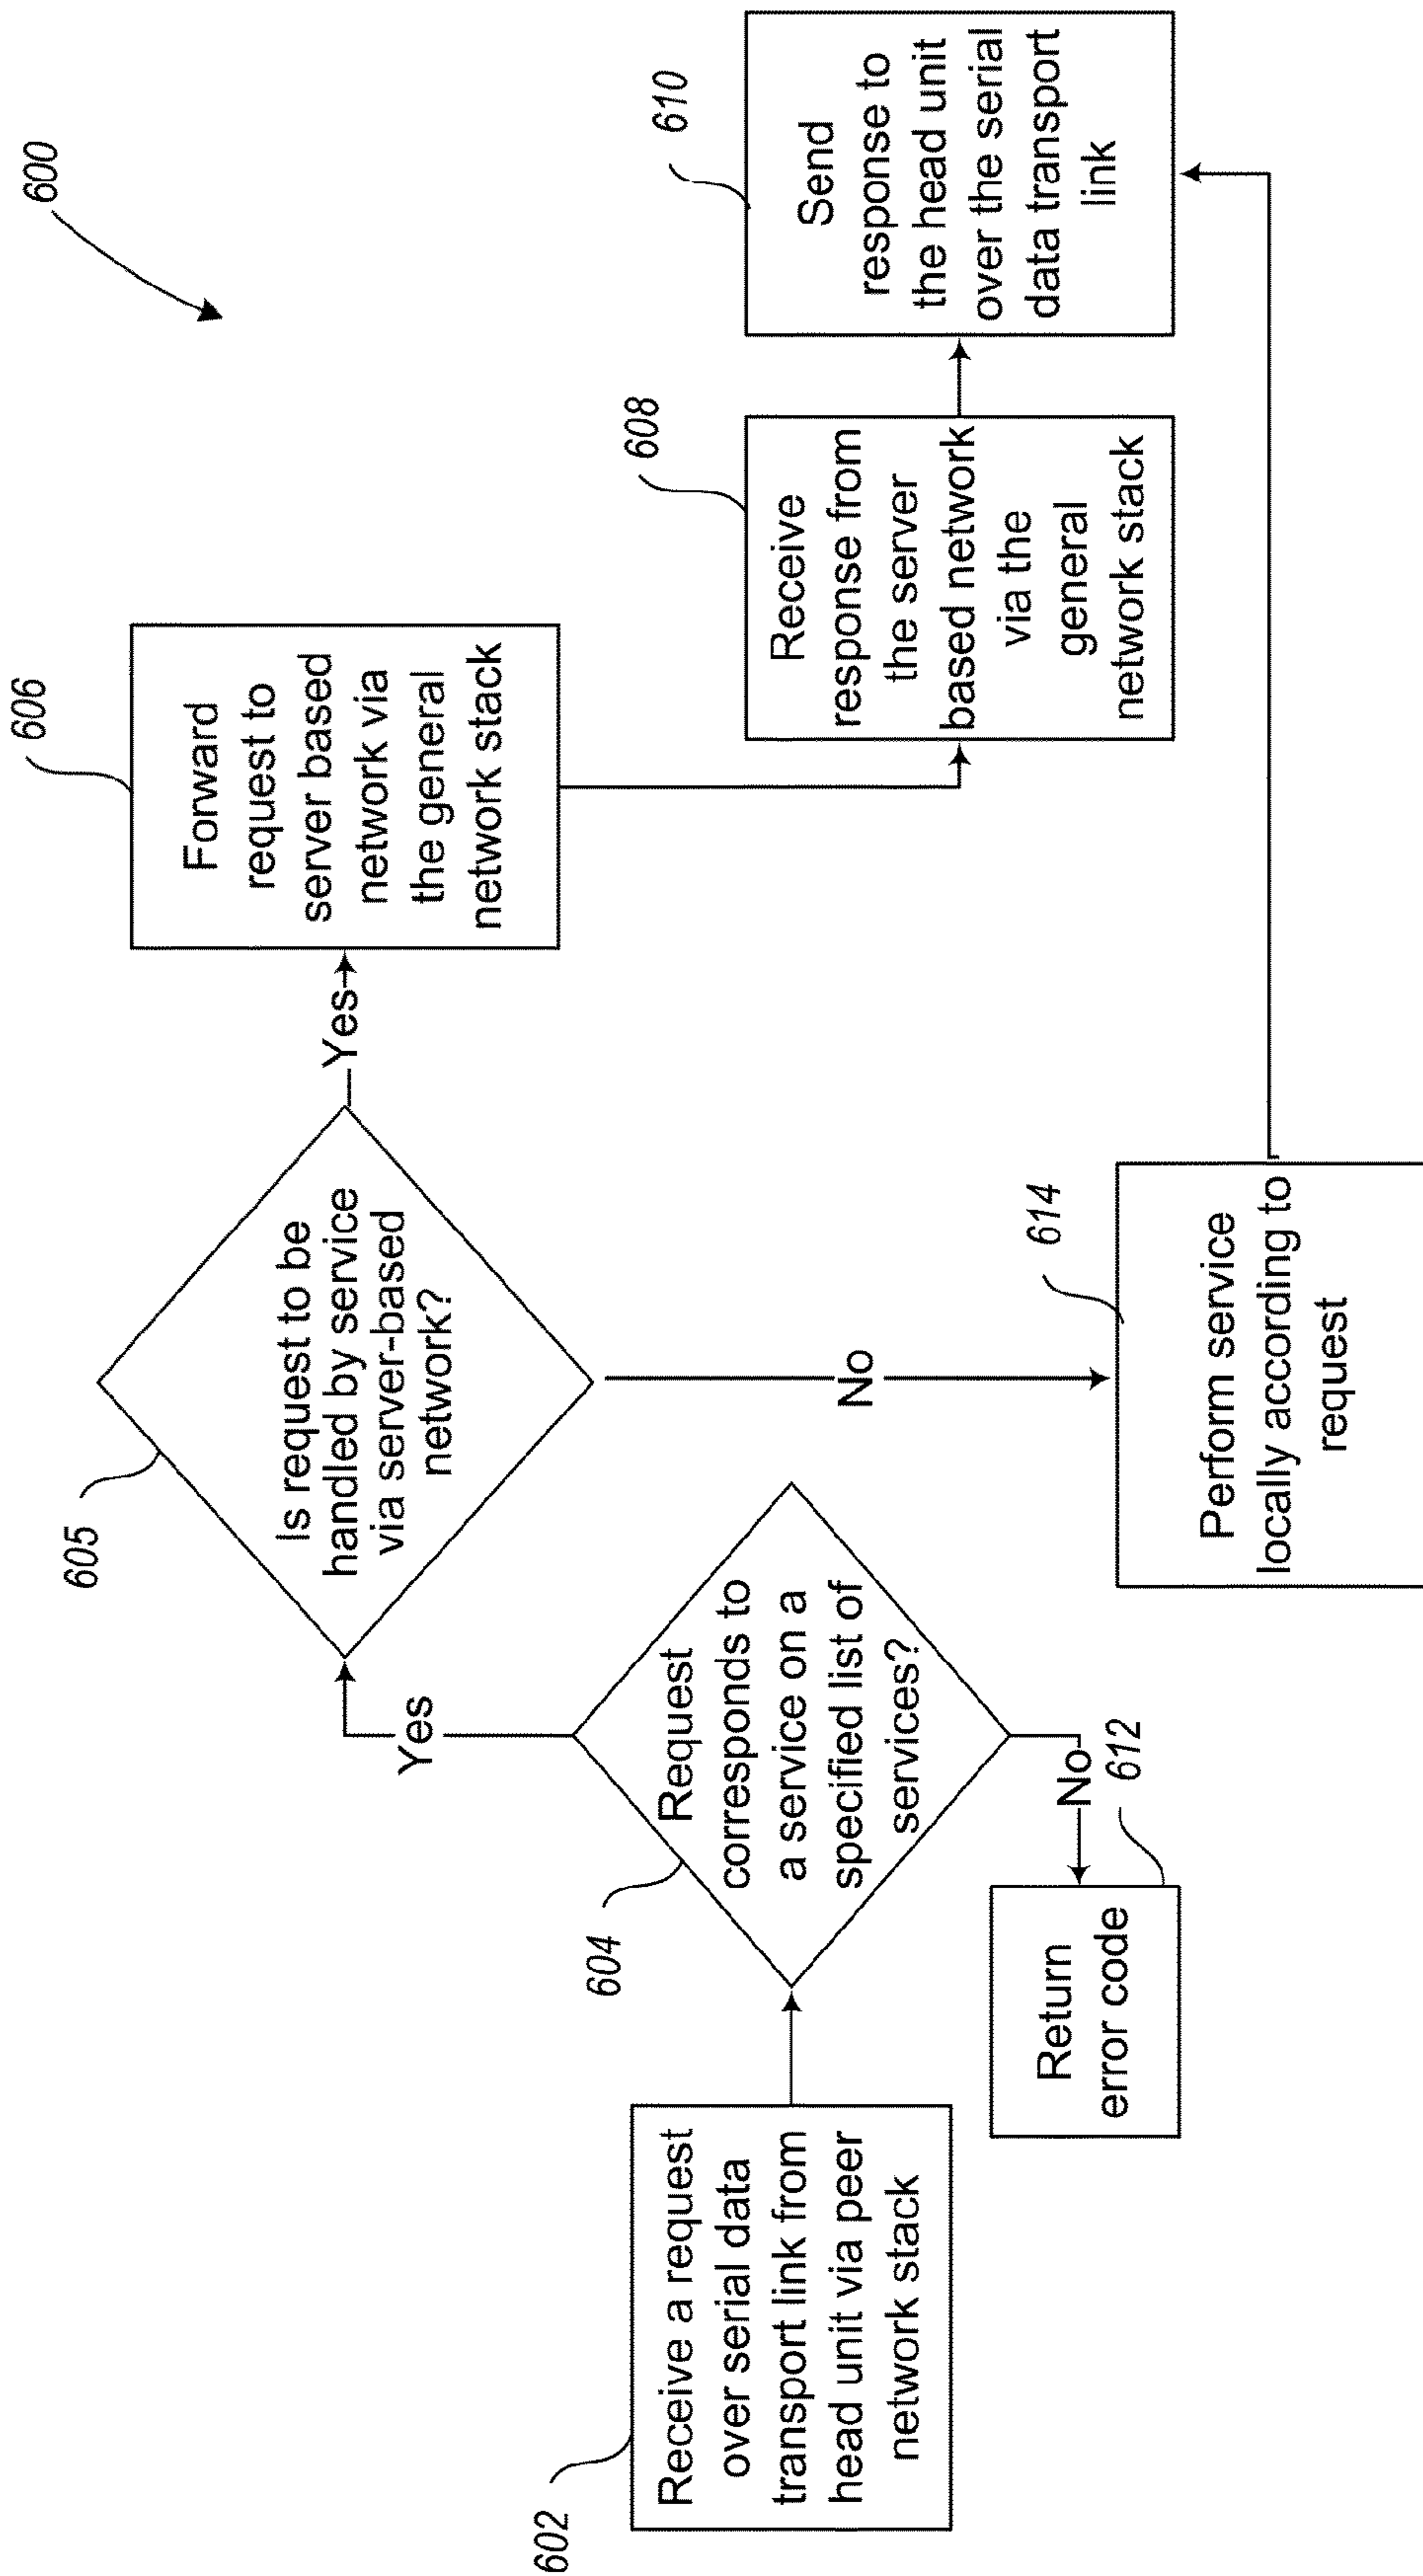 600
602
Receive a request
over serial data
transport link from
head unit via peer
network stack
604
Request
corresponds to
a service on a
specified list of
services?
Yes
No
612
Return
error code
605
Is request to be
handled by service
via server-based
network?
Yes
No
606
Forward
request to
server based
network via
the general
network stack
608
Receive
response from
the server
based network
via the
general
network stack
610
Send
response to
the head unit
over the serial
data transport
link
614
Perform service
locally according to
request